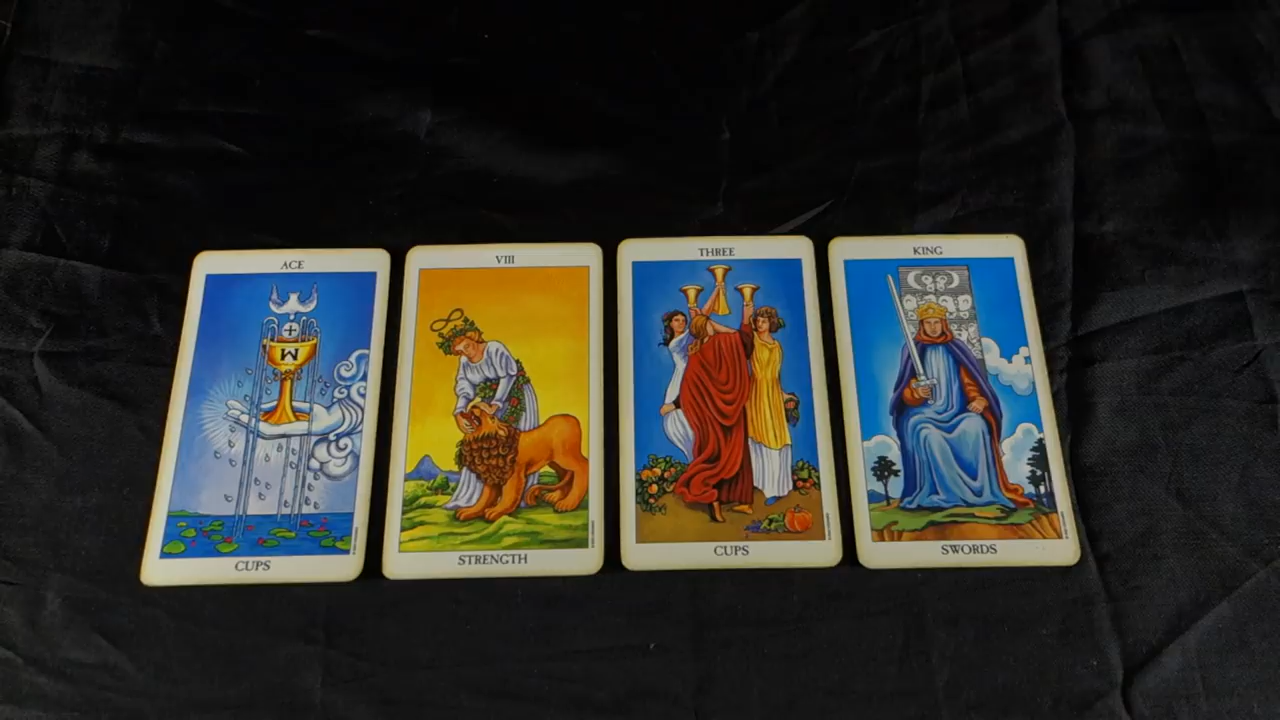 ACE
CUPS
VIII
STRENGTH
THREE
CUPS
KING
SWORDS